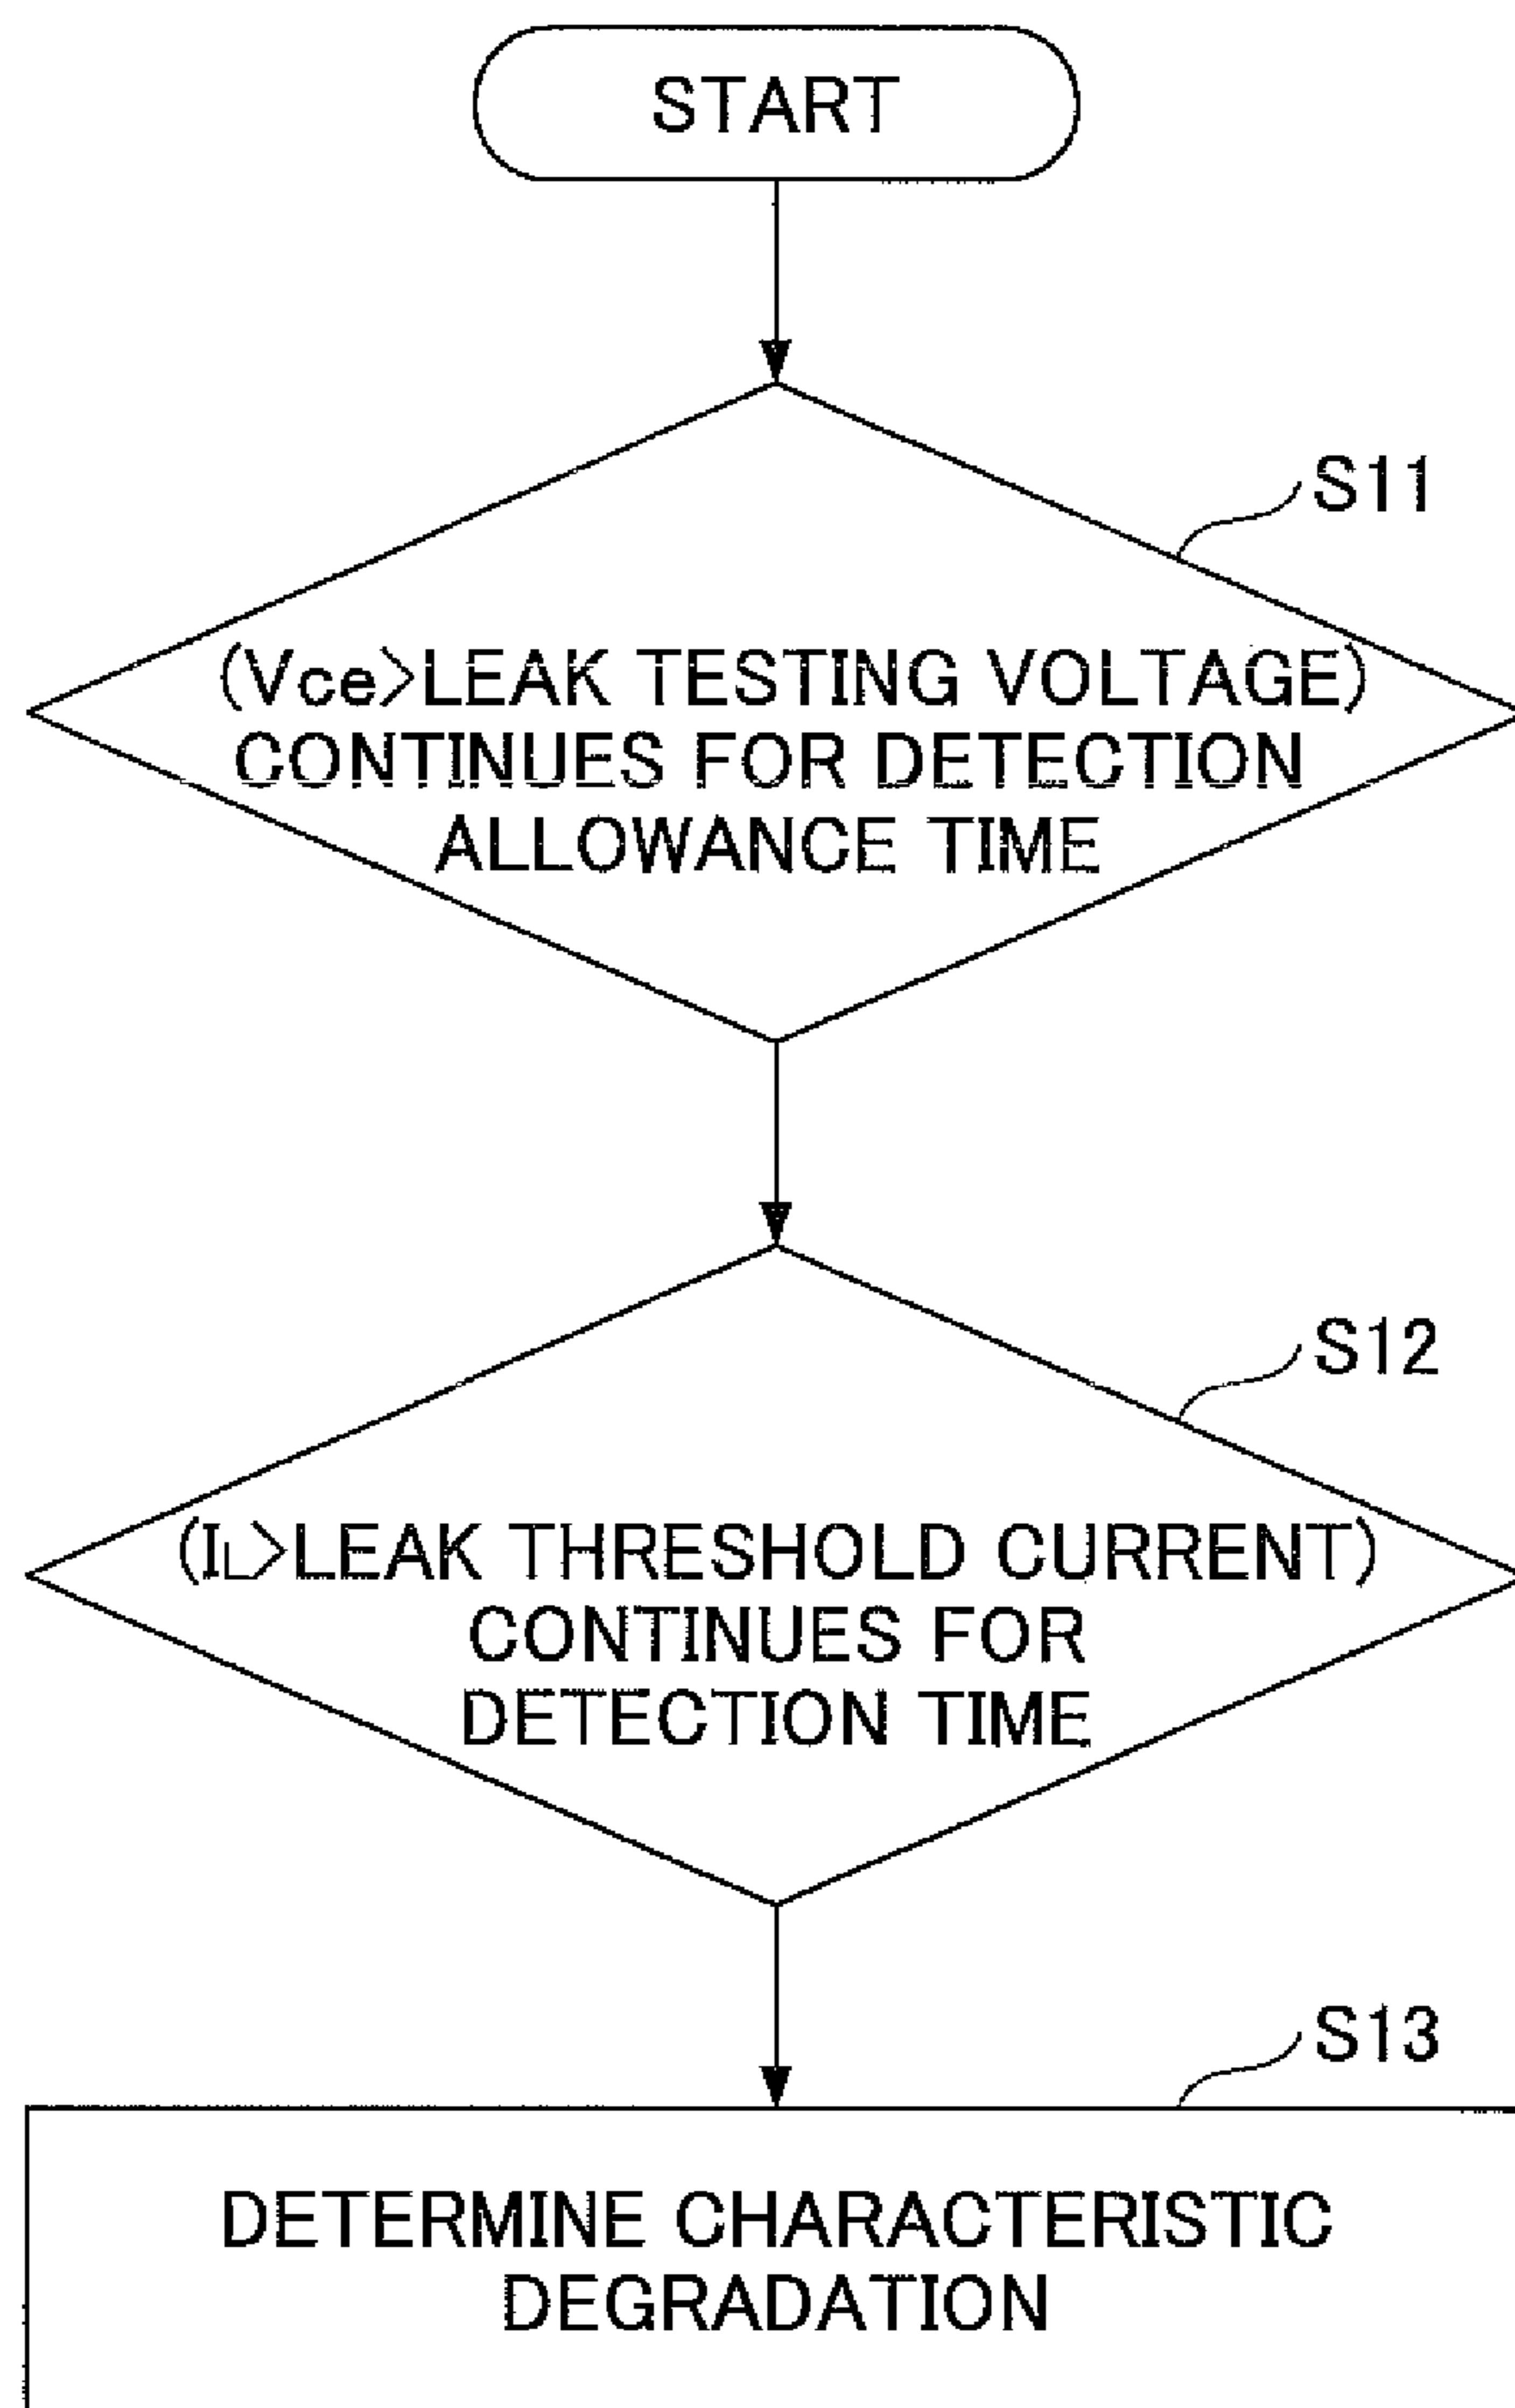 START
S11
(Vce>LEAK TESTING VOLTAGE)
CONTINUES FOR DETECTION
ALLOWANCE TIME
S12
(IL>LEAK THRESHOLD CURRENT)
CONTINUES FOR
DETECTION TIME
S13
DETERMINE CHARACTERISTIC
DEGRADATION